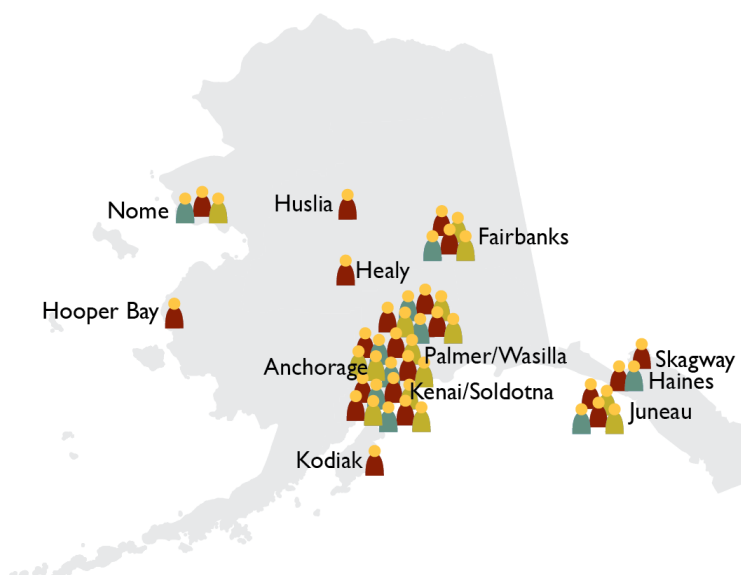 Nome
Huslia
Fairbanks
Healy
Hooper Bay
Palmer/Wasilla
Anchorage
Skagway
Haines
Kenai/Soldotna
Juneau
Kodiak